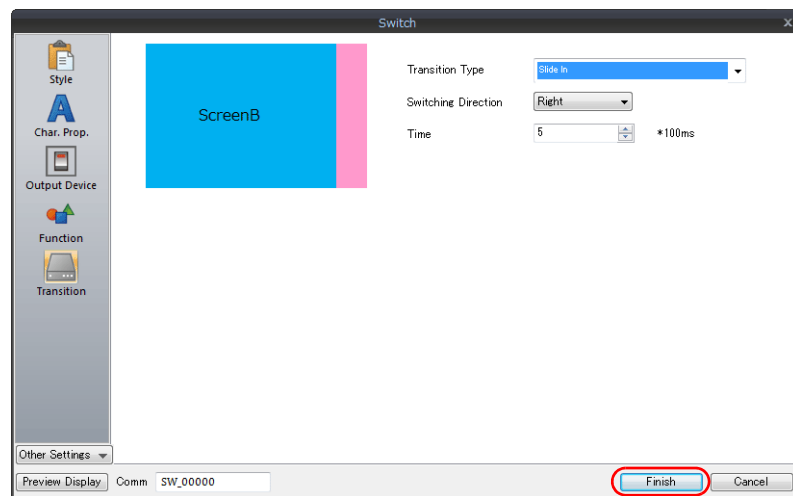 Switch
x
Style
Char. Prop.
Output Device
Function
Transition
ScreenB
Transition Type
Slide In
Switching Direction
Right
Time
5
*100ms
Other Settings
Preview Display
Comm
SW_00000
Finish
Cancel